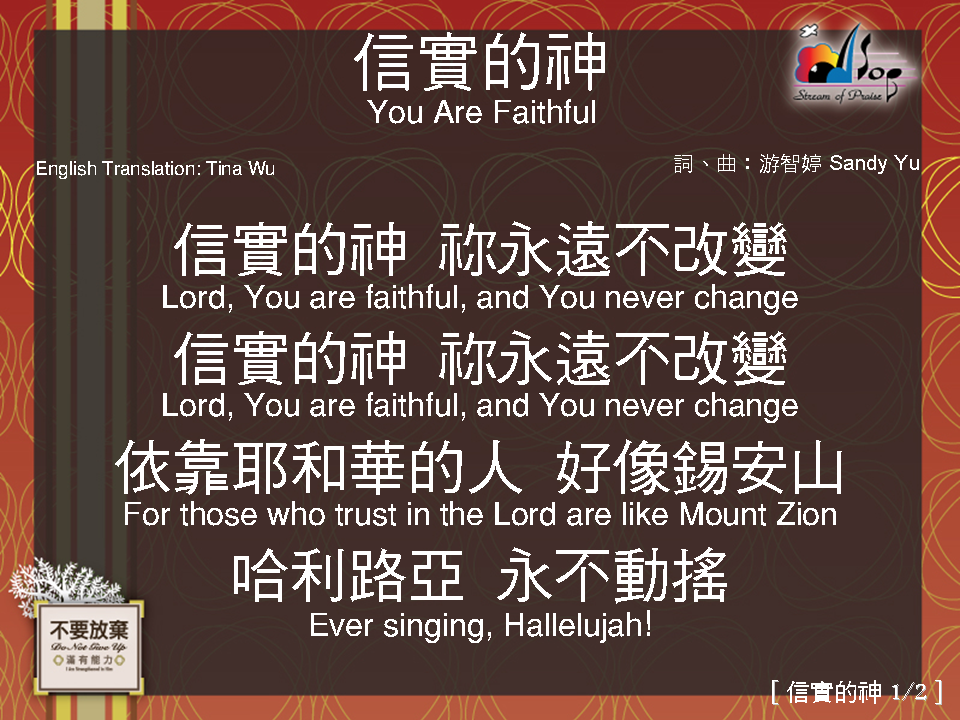 信實的神
You Are Faithful
Stream of Praise
English Translation: Tina Wu
詞、曲：游智婷 Sandy Yu
信實的神 祢永遠不改變
Lord, You are faithful, and You never change
信實的神 祢永遠不改變
Lord, You are faithful, and You never change
依靠耶和華的人 好像錫安山
For those who trust in the Lord are like Mount Zion
哈利路亞 永不動搖
Ever singing, Hallelujah!
不要放棄
Do Not Give Up
滿有能力
I Am Strengthened In Him
[ 信實的神 1/2 ]